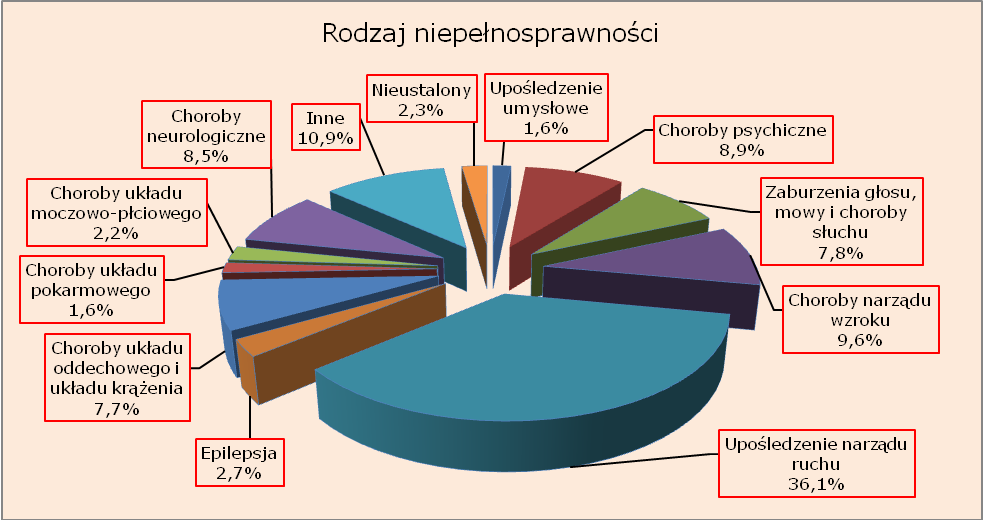 Rodzaj niepełnosprawności
Nieustalony
2,3%
Upośledzenie
umysłowe
1,6%
Choroby psychiczne
8,9%
Zaburzenia głosu,
mowy i choroby
słuchu
7,8%
Choroby narządu
wzroku
9,6%
Upośledzenie narządu
ruchu
36,1%
Epilepsja
2,7%
Choroby układu
oddechowego i
układu krążenia
7,7%
Choroby układu
pokarmowego
1,6%
Choroby układu
moczowo-płciowego
2,2%
Choroby
neurologiczne
8,5%
Inne
10,9%